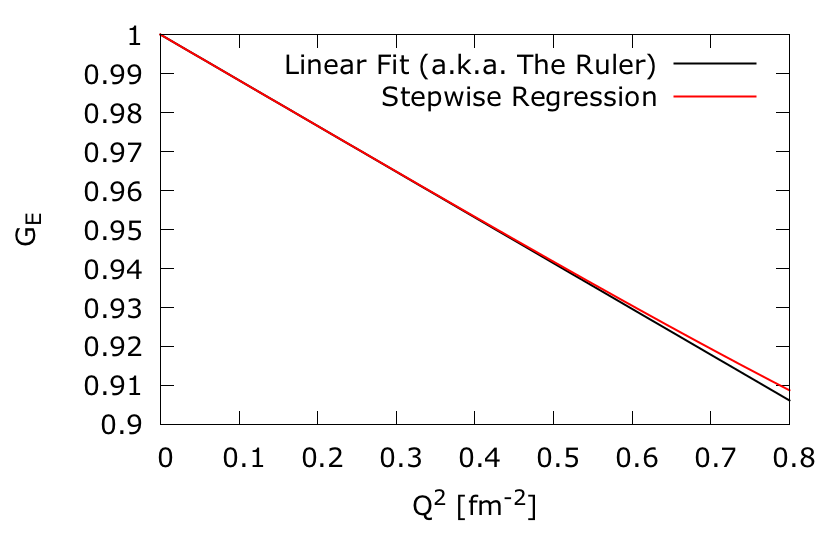 Linear Fit (a.k.a. The Ruler)
Stepwise Regression
1
0.99
0.98
0.97
0.96
0.95
0.94
0.93
0.92
0.91
0.9
G_E
0 0.1 0.2 0.3 0.4 0.5 0.6 0.7 0.8
Q² [fm⁻²]